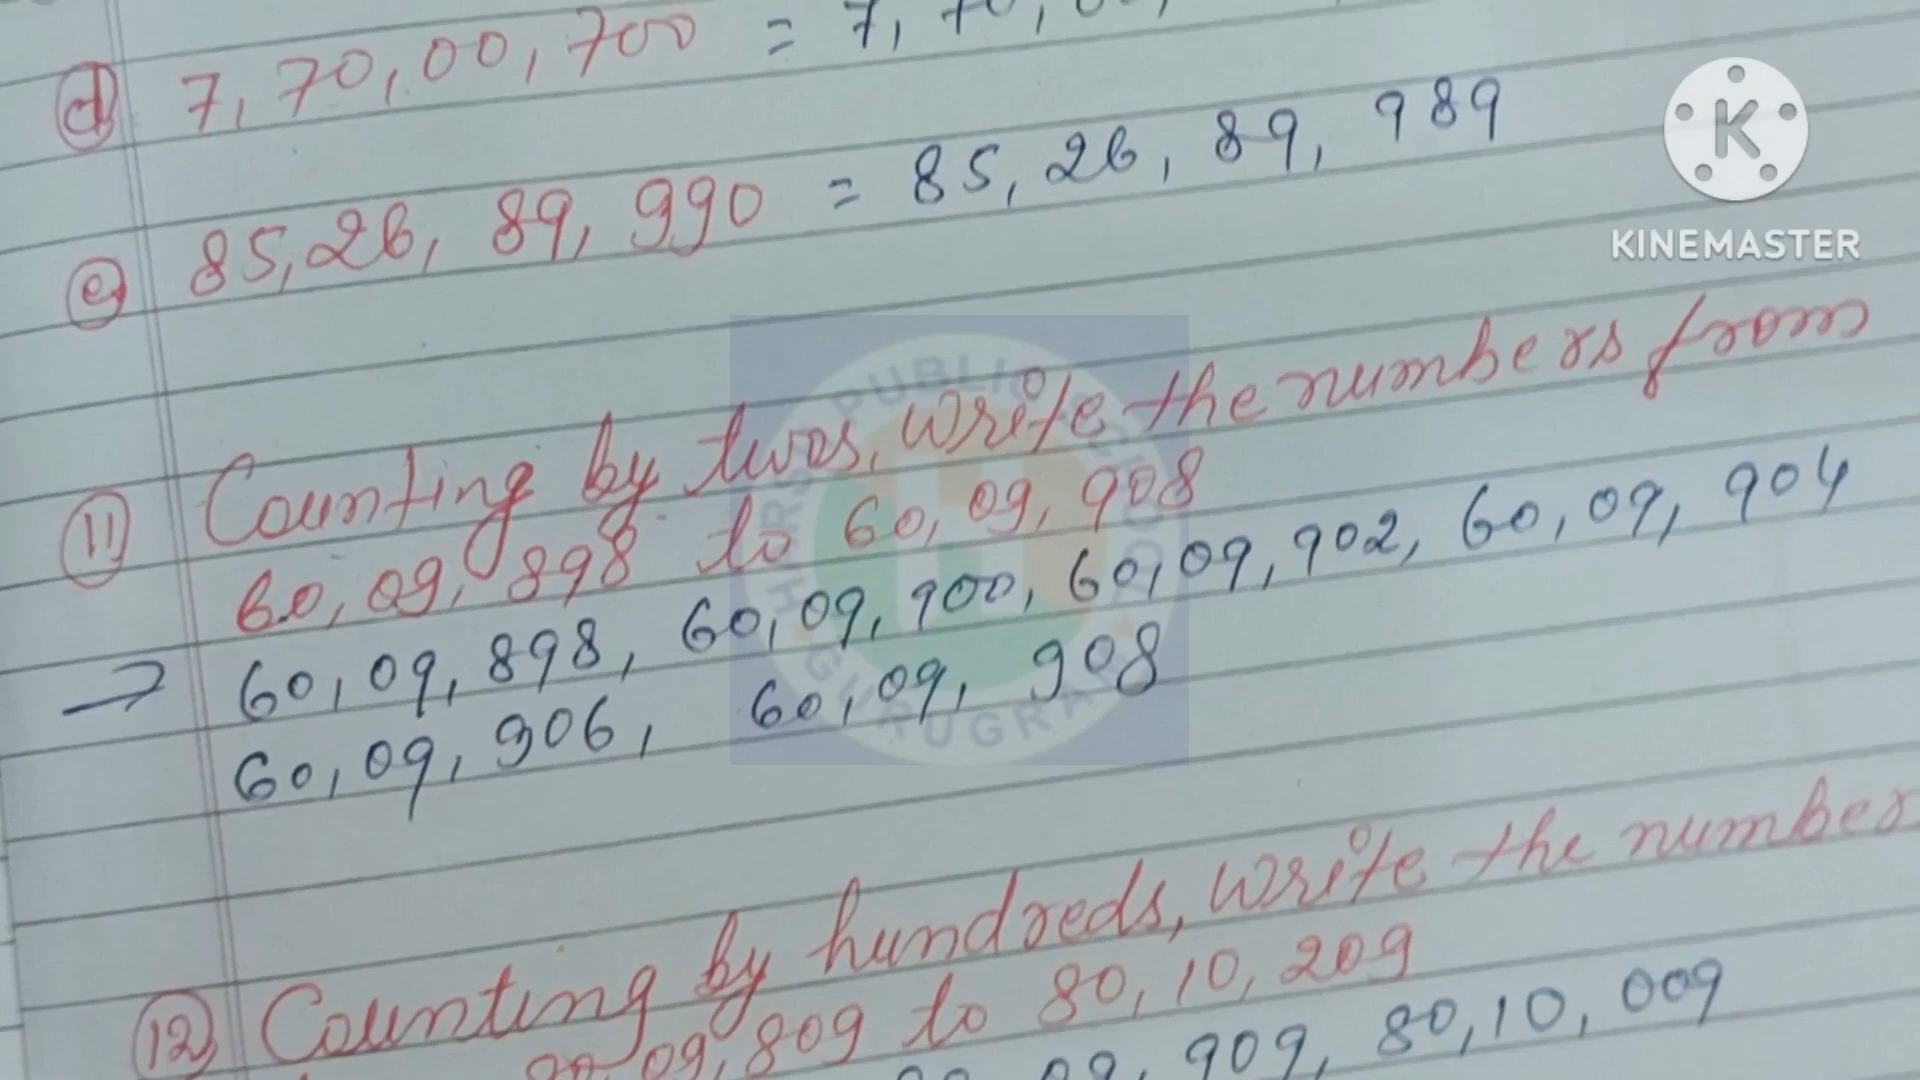 (d) 7,70,00,700 = 7,70,
(e) 85,26,89,990 = 85,26,89,989
KINEMASTER
(11) Counting by twos, write the numbers from
60,09,898 to 60,09,908
→ 60,09,898, 60,09,900, 60,09,902, 60,09,904
60,09,906, 60,09,908
(12) Counting by hundreds, write the number
09,809 to 80,10,209
09,909, 80,10,009